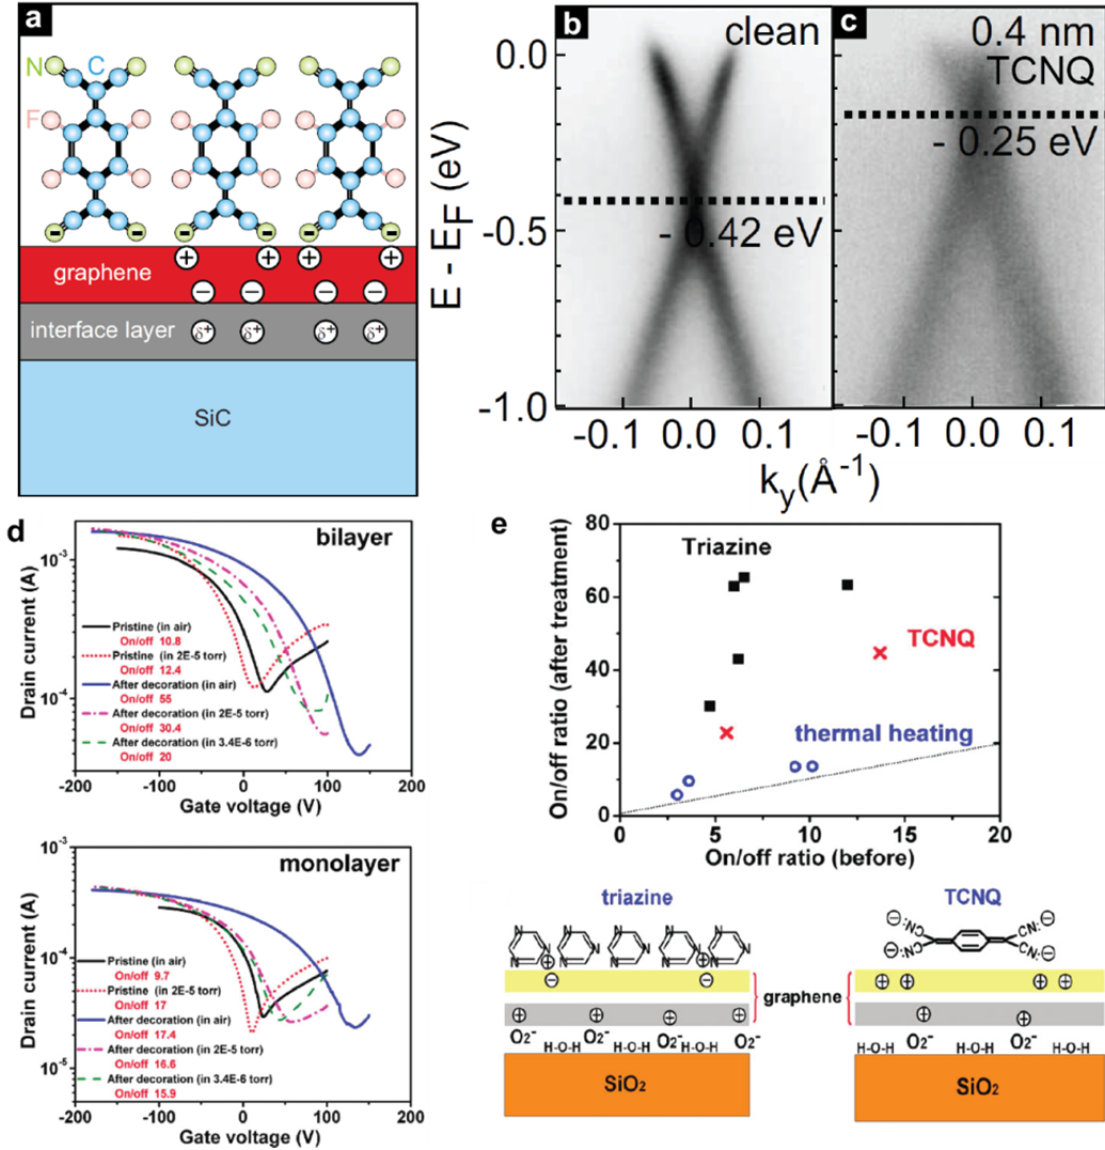 a
N
C
F
graphene
interface layer
δ+ δ+ δ+ δ+
SiC
b
clean
E - E_F (eV)
0.0
-0.5
-1.0
- 0.42 eV
-0.1 0.0 0.1
c
0.4 nm
TCNQ
- 0.25 eV
-0.1 0.0 0.1
k_y(Å⁻¹)
d
bilayer
Drain current (A)
10⁻³
10⁻⁴
Pristine (in air)
On/off 10.8
Pristine (in 2E-5 torr)
On/off 12.4
After decoration (in air)
On/off 55
After decoration (in 2E-5 torr)
On/off 30.4
After decoration (in 3.4E-6 torr)
On/off 20
-200 -100 0 100 200
Gate voltage (V)
monolayer
Drain current (A)
10⁻³
10⁻⁴
10⁻⁵
Pristine (in air)
On/off 9.7
Pristine (in 2E-5 torr)
On/off 17
After decoration (in air)
On/off 17.4
After decoration (in 2E-5 torr)
On/off 16.6
After decoration (in 3.4E-6 torr)
On/off 15.9
-200 -100 0 100 200
Gate voltage (V)
e
On/off ratio (after treatment)
80
60
40
20
0
Triazine
TCNQ
thermal heating
0 5 10 15 20
On/off ratio (before)
triazine
N N N N N
N N N N N
graphene
O₂⁻ O₂⁻ O₂⁻ O₂⁻
H-O-H H-O-H H-O-H
SiO₂
TCNQ
:NC CN:
:NC CN:
O₂⁻ O₂⁻
H-O-H H-O-H H-O-H
SiO₂